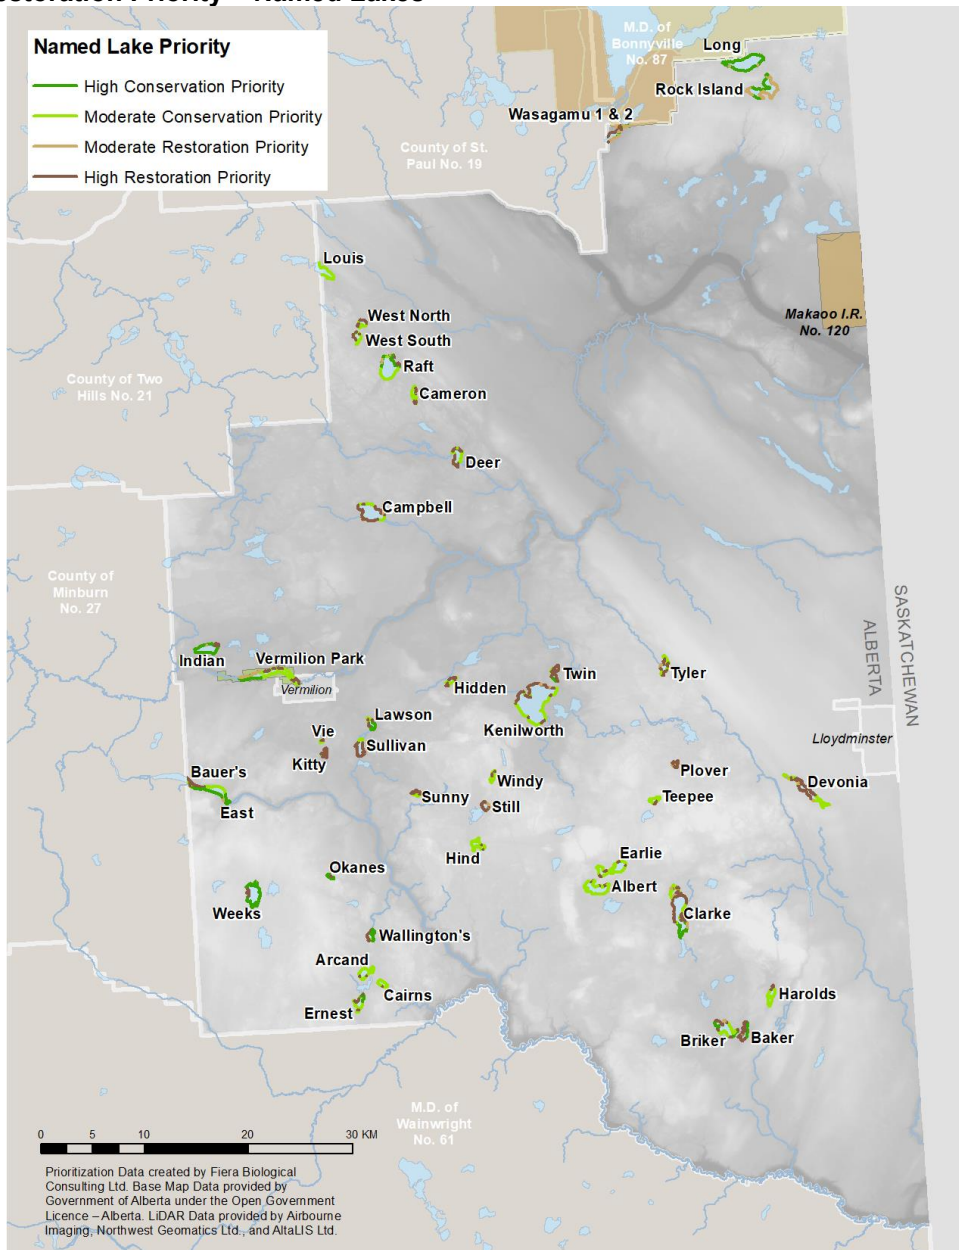 Restoration Priority – Named Lakes
Named Lake Priority
High Conservation Priority
Moderate Conservation Priority
Moderate Restoration Priority
High Restoration Priority
M.D. of
Bonnyville
No. 87
Long
Rock Island
Wasagamu 1 & 2
County of St.
Paul No. 19
Louis
West North
West South
Raft
Cameron
Makaoo I.R.
No. 120
County of Two
Hills No. 21
Deer
Campbell
County of
Minburn
No. 27
SASKATCHEWAN
ALBERTA
Indian
Vermilion Park
Vermilion
Hidden
Twin
Tyler
Kenilworth
Lawson
Vie
Sullivan
Kitty
Lloydminster
Bauer's
East
Sunny
Windy
Still
Plover
Teepee
Devonia
Hind
Earlie
Albert
Okanes
Weeks
Clarke
Wallington's
Arcand
Cairns
Ernest
Harolds
Briker
Baker
M.D. of
Wainwright
No. 61
0 5 10 20 30 KM
Prioritization Data created by Fiera Biological
Consulting Ltd. Base Map Data provided by
Government of Alberta under the Open Government
Licence – Alberta. LiDAR Data provided by Airbourne
Imaging, Northwest Geomatics Ltd., and AltaLIS Ltd.